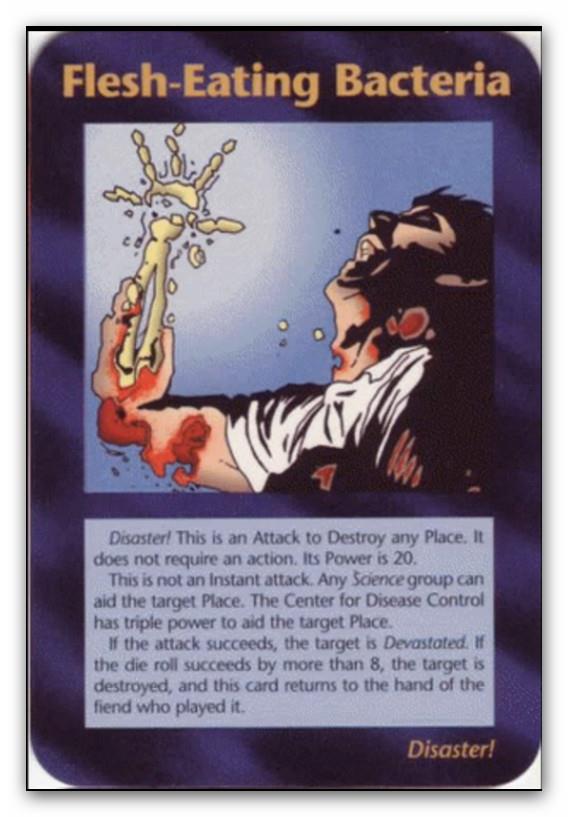 Flesh-Eating Bacteria
Disaster! This is an Attack to Destroy any Place. It
does not require an action. Its Power is 20.
This is not an Instant attack. Any Science group can
aid the target Place. The Center for Disease Control
has triple power to aid the target Place.
If the attack succeeds, the target is Devastated. If
the die roll succeeds by more than 8, the target is
destroyed, and this card returns to the hand of the
fiend who played it.
Disaster!